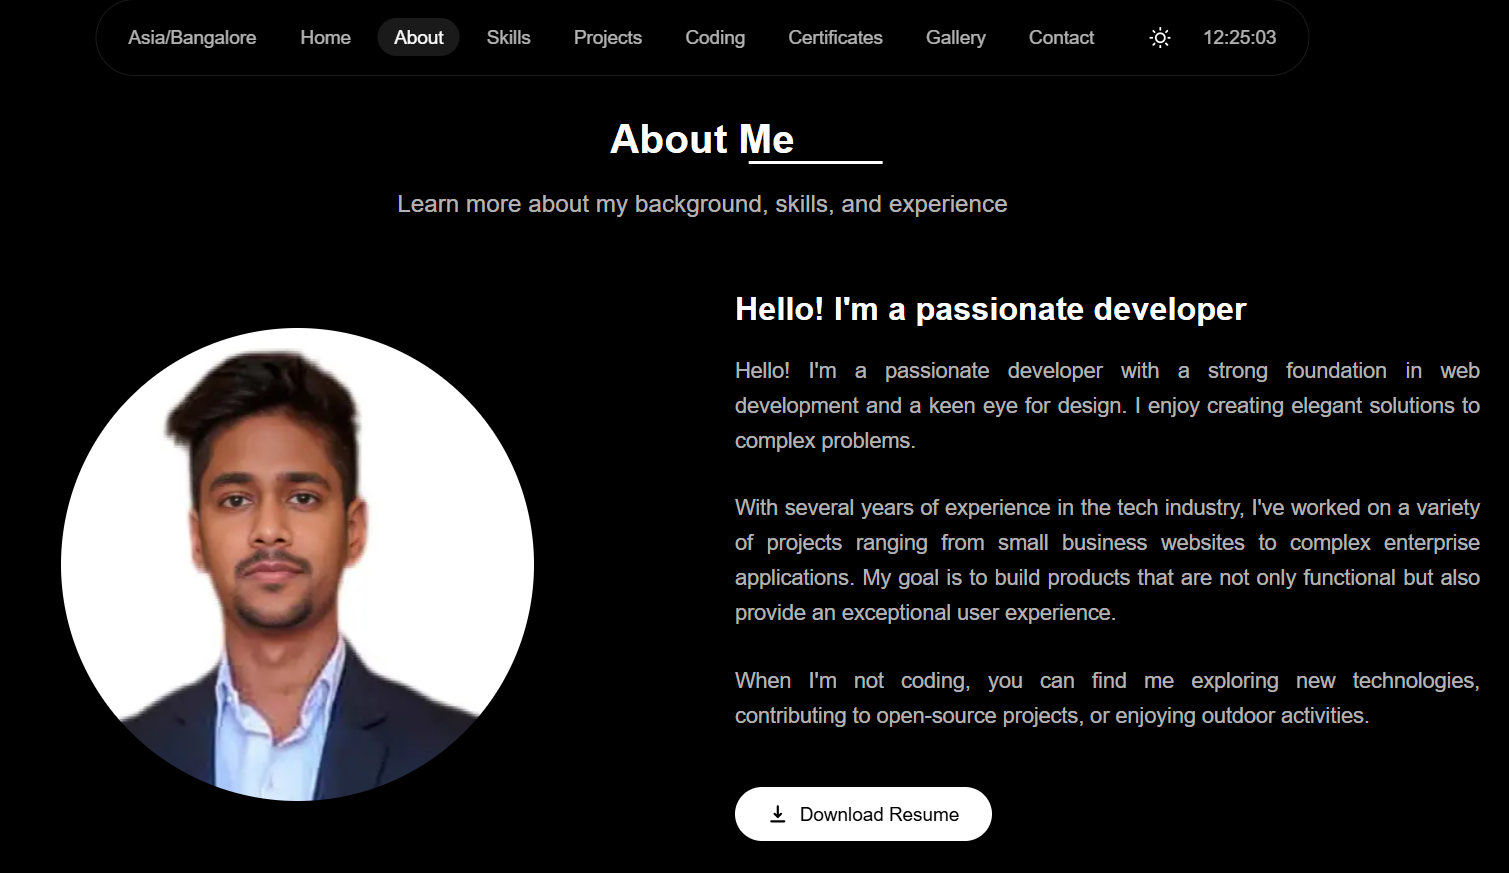 Asia/Bangalore Home About Skills Projects Coding Certificates Gallery Contact 12:25:03
About Me
Learn more about my background, skills, and experience
Hello! I'm a passionate developer
Hello! I'm a passionate developer with a strong foundation in web
development and a keen eye for design. I enjoy creating elegant solutions to
complex problems.
With several years of experience in the tech industry, I've worked on a variety
of projects ranging from small business websites to complex enterprise
applications. My goal is to build products that are not only functional but also
provide an exceptional user experience.
When I'm not coding, you can find me exploring new technologies,
contributing to open-source projects, or enjoying outdoor activities.
Download Resume